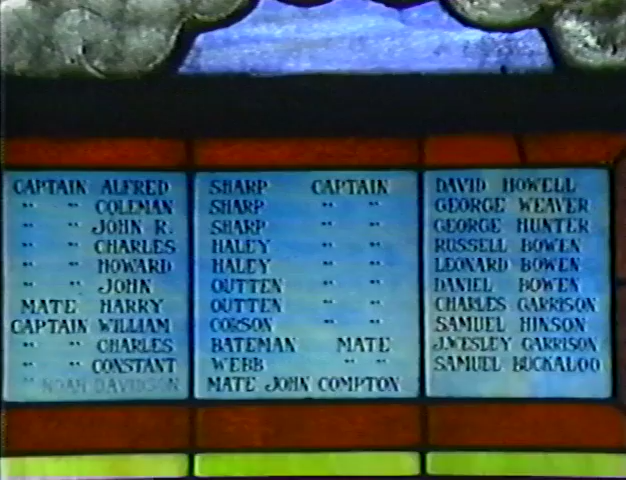 CAPTAIN ALFRED SHARP CAPTAIN DAVID HOWELL
" " COLEMAN SHARP " " GEORGE WEAVER
" " JOHN R. SHARP " " GEORGE HUNTER
" " CHARLES HALEY " " RUSSELL BOWEN
" " HOWARD HALEY " " LEONARD BOWEN
" " JOHN OUTTEN " " DANIEL BOWEN
MATE HARRY OUTTEN " " CHARLES GARRISON
CAPTAIN WILLIAM CORSON " " SAMUEL HINSON
" " CHARLES BATEMAN MATE J.WESLEY GARRISON
" " CONSTANT WEBB " " SAMUEL BUCKALOO
" NOAH DAVIDSON MATE JOHN COMPTON